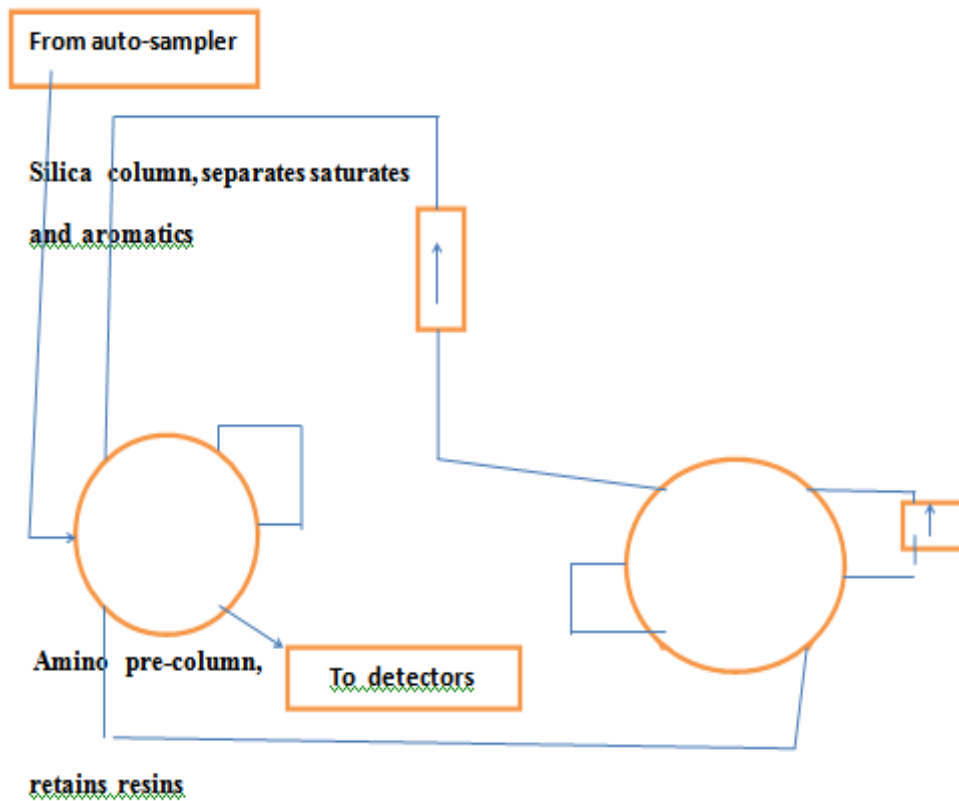 From auto-sampler
Silica column, separates saturates
and aromatics
Amino pre-column,
To detectors
retains resins